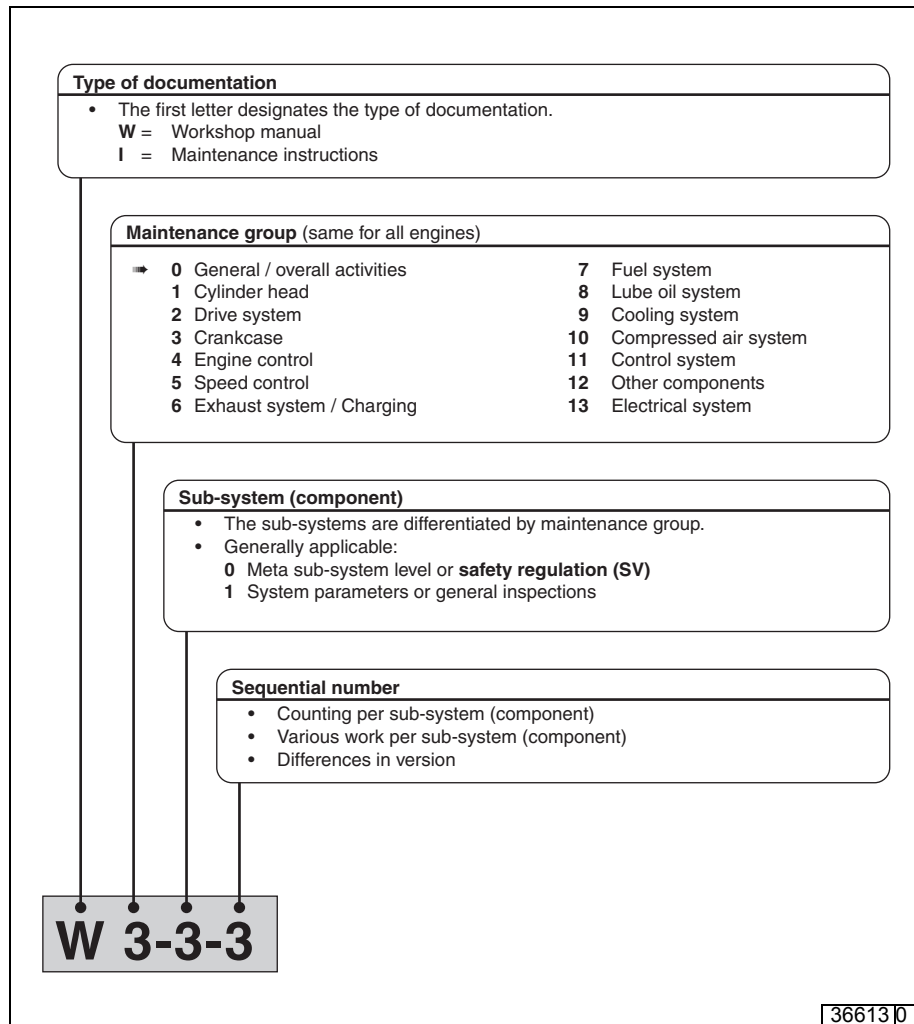 Type of documentation
• The first letter designates the type of documentation.
W = Workshop manual
I = Maintenance instructions
Maintenance group (same for all engines)
➠ 0 General / overall activities
1 Cylinder head
2 Drive system
3 Crankcase
4 Engine control
5 Speed control
6 Exhaust system / Charging
7 Fuel system
8 Lube oil system
9 Cooling system
10 Compressed air system
11 Control system
12 Other components
13 Electrical system
Sub-system (component)
• The sub-systems are differentiated by maintenance group.
• Generally applicable:
0 Meta sub-system level or safety regulation (SV)
1 System parameters or general inspections
Sequential number
• Counting per sub-system (component)
• Various work per sub-system (component)
• Differences in version
W 3-3-3
36613 0